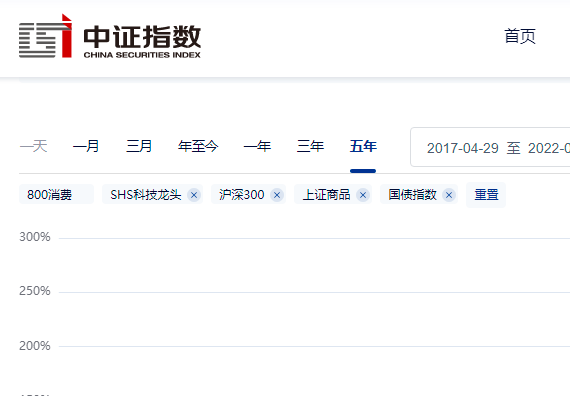 中证指数
CHINA SECURITIES INDEX
首页
一天 一月 三月 年至今 一年 三年 五年
2017-04-29 至 2022-0
800消费 SHS科技龙头 × 沪深300 × 上证商品 × 国债指数 × 重置
300%
250%
200%